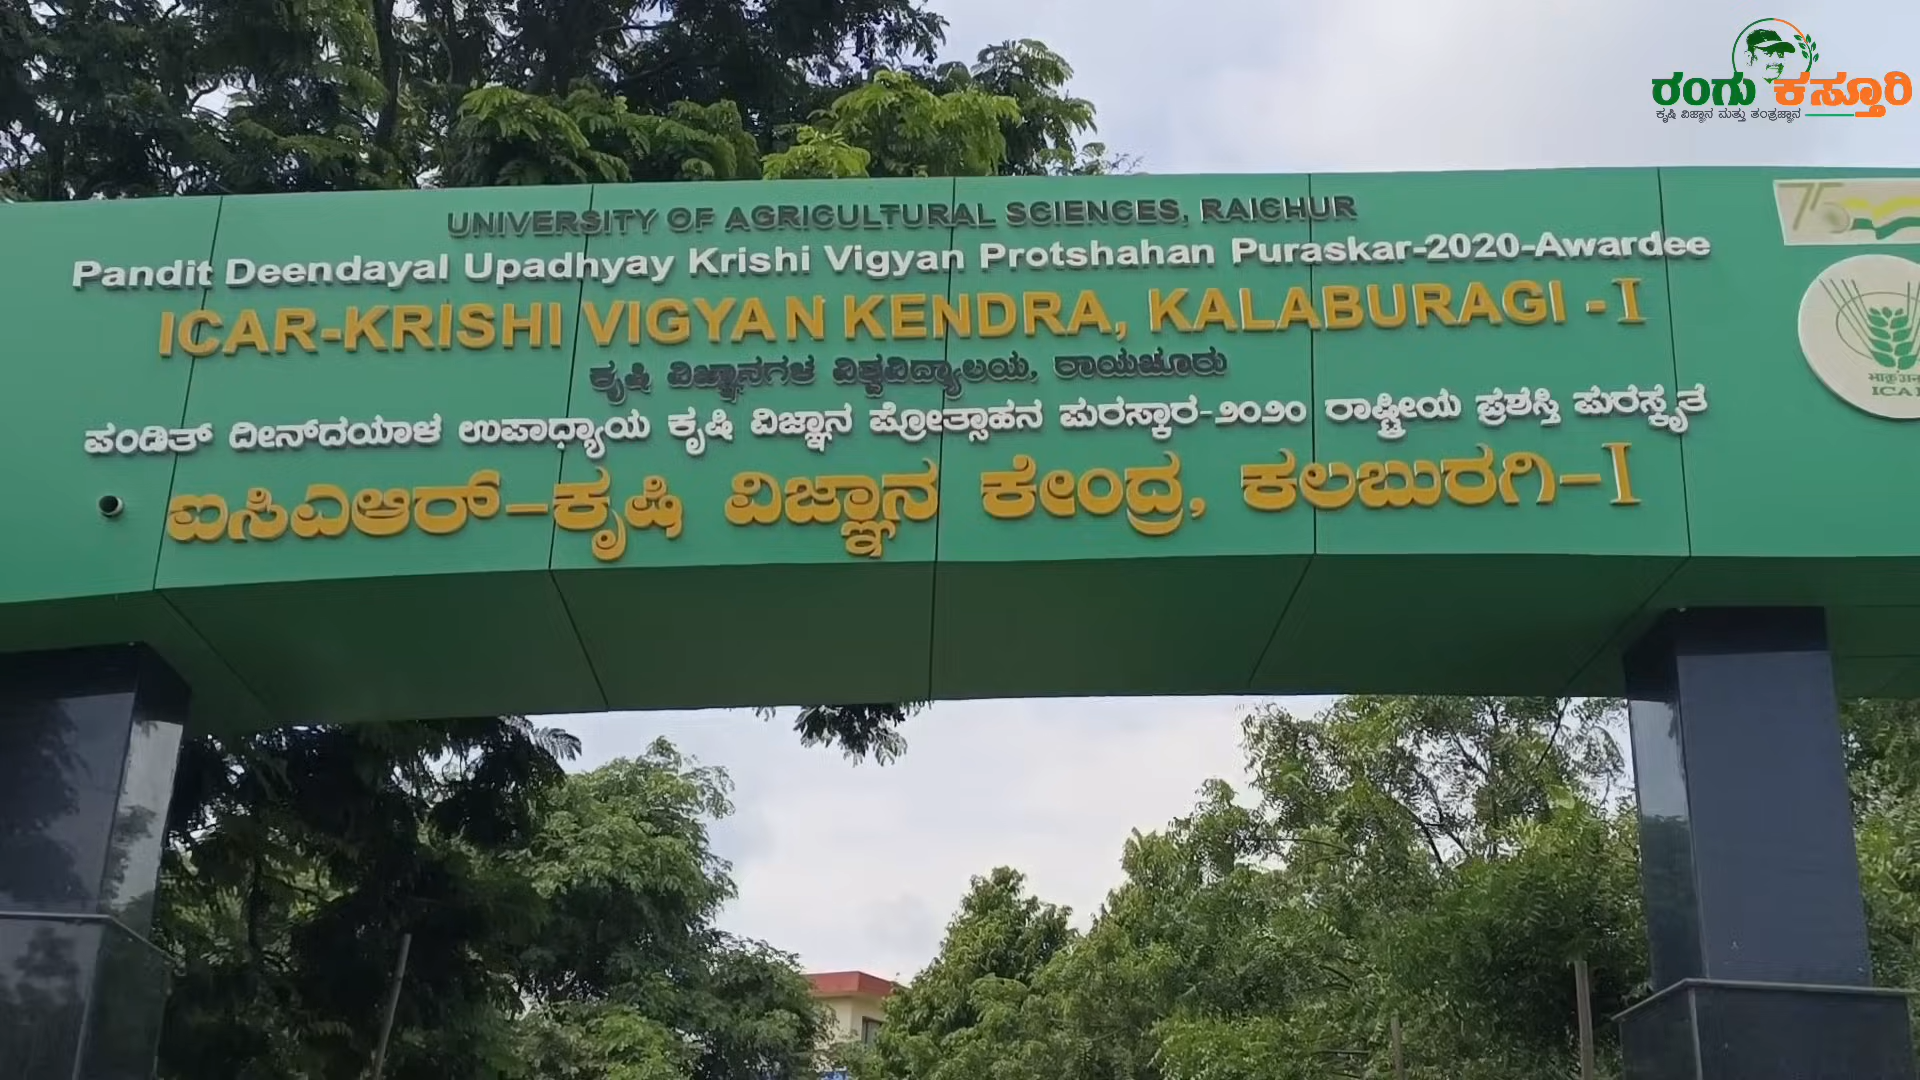 ರಂಗು ಕಸ್ತೂರಿ
ಕೃಷಿ ವಿಜ್ಞಾನ ಮತ್ತು ತಂತ್ರಜ್ಞಾನ
75
UNIVERSITY OF AGRICULTURAL SCIENCES, RAICHUR
Pandit Deendayal Upadhyay Krishi Vigyan Protshahan Puraskar-2020-Awardee
ICAR-KRISHI VIGYAN KENDRA, KALABURAGI - I
ಕೃಷಿ ವಿಜ್ಞಾನಗಳ ವಿಶ್ವವಿದ್ಯಾಲಯ, ರಾಯಚೂರು
ಪಂಡಿತ್ ದೀನ್‌ದಯಾಳ ಉಪಾಧ್ಯಾಯ ಕೃಷಿ ವಿಜ್ಞಾನ ಪ್ರೋತ್ಸಾಹನ ಪುರಸ್ಕಾರ-೨೦೨೦ ರಾಷ್ಟ್ರೀಯ ಪ್ರಶಸ್ತಿ ಪುರಸ್ಕೃತ
ಐಸಿಎಆರ್-ಕೃಷಿ ವಿಜ್ಞಾನ ಕೇಂದ್ರ, ಕಲಬುರಗಿ-I